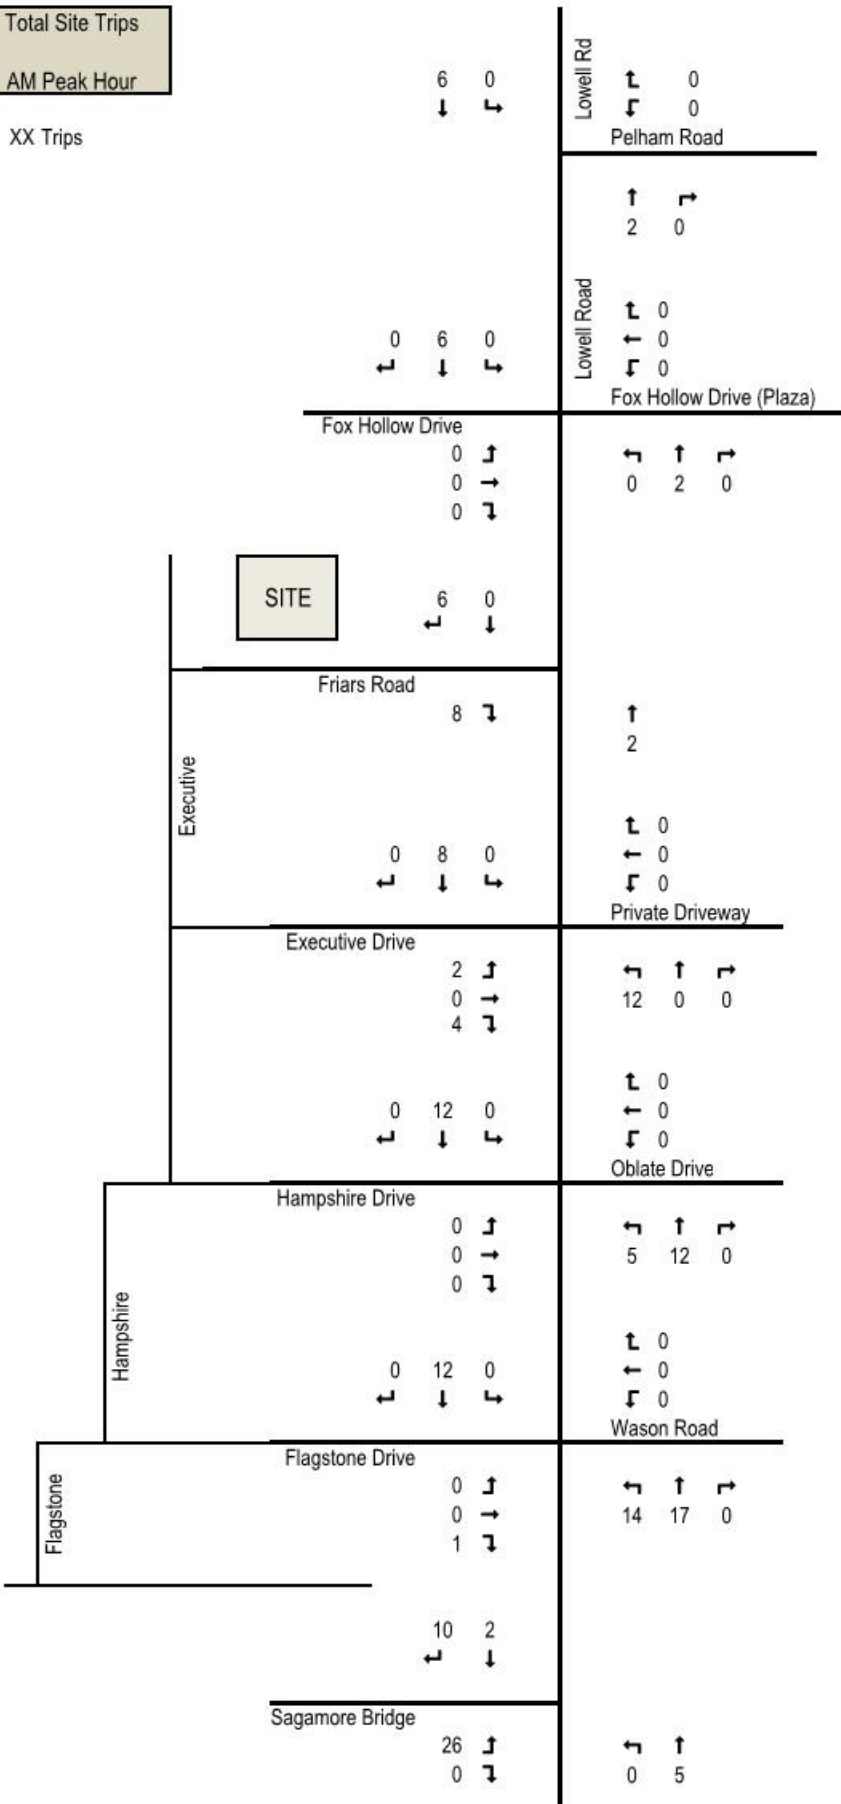 Total Site Trips
AM Peak Hour
XX Trips
6 0
Lowell Rd
0
0
Pelham Road
2 0
Lowell Road
0
0 6 0
0
0
Fox Hollow Drive (Plaza)
Fox Hollow Drive
0
0
0
0 2 0
SITE
6 0
Friars Road
8
2
Executive
0
0 8 0
0
0
Private Driveway
Executive Drive
2
0
4
12 0 0
0
0 12 0
0
0
Oblate Drive
Hampshire Drive
0
0
0
5 12 0
Hampshire
0
0 12 0
0
0
Wason Road
Flagstone Drive
0
0
1
14 17 0
Flagstone
10 2
Sagamore Bridge
26
0
0 5